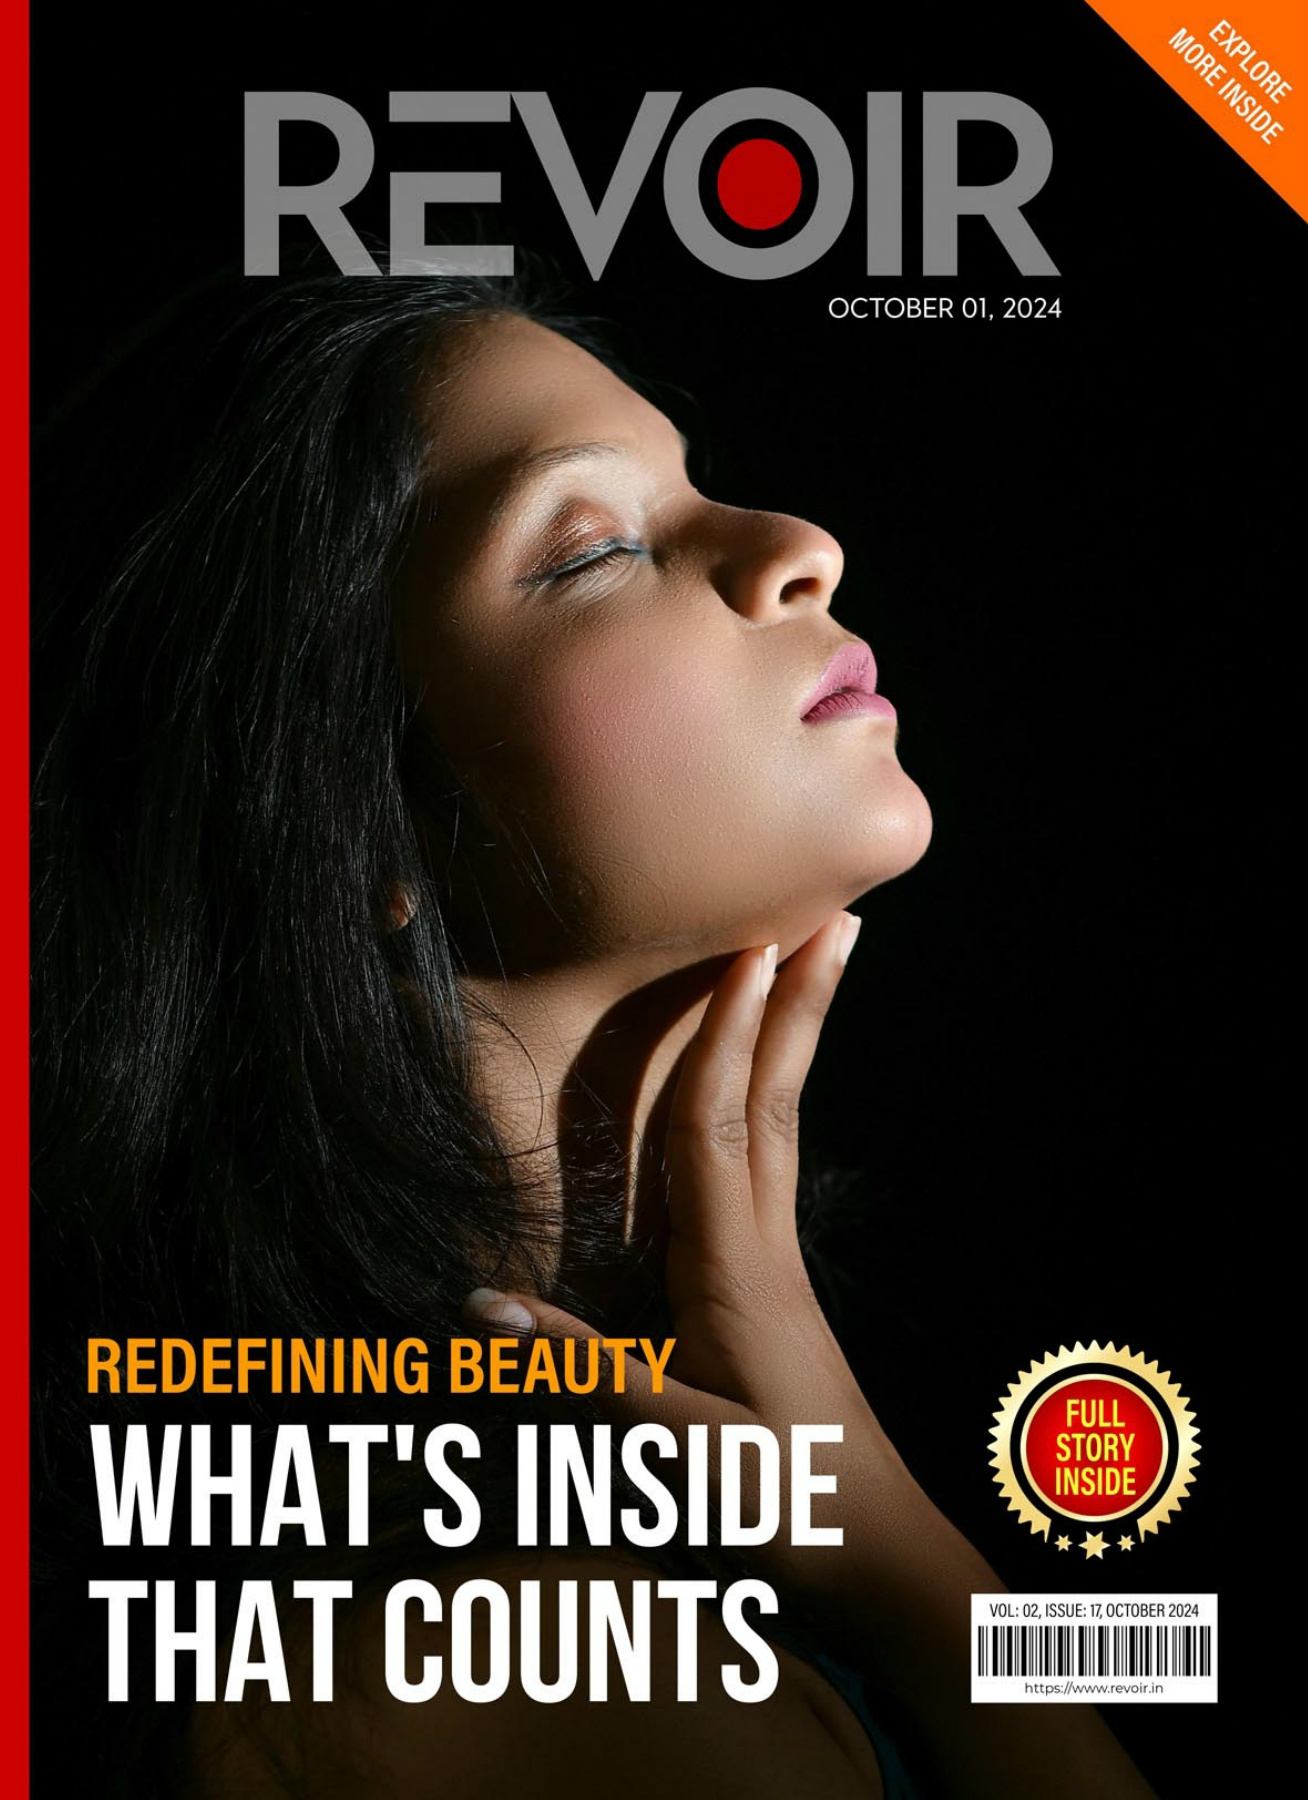 EXPLORE
MORE INSIDE
REVOIR
OCTOBER 01, 2024
REDEFINING BEAUTY
WHAT'S INSIDE
THAT COUNTS
FULL
STORY
INSIDE
VOL: 02, ISSUE: 17, OCTOBER 2024
https://www.revoir.in